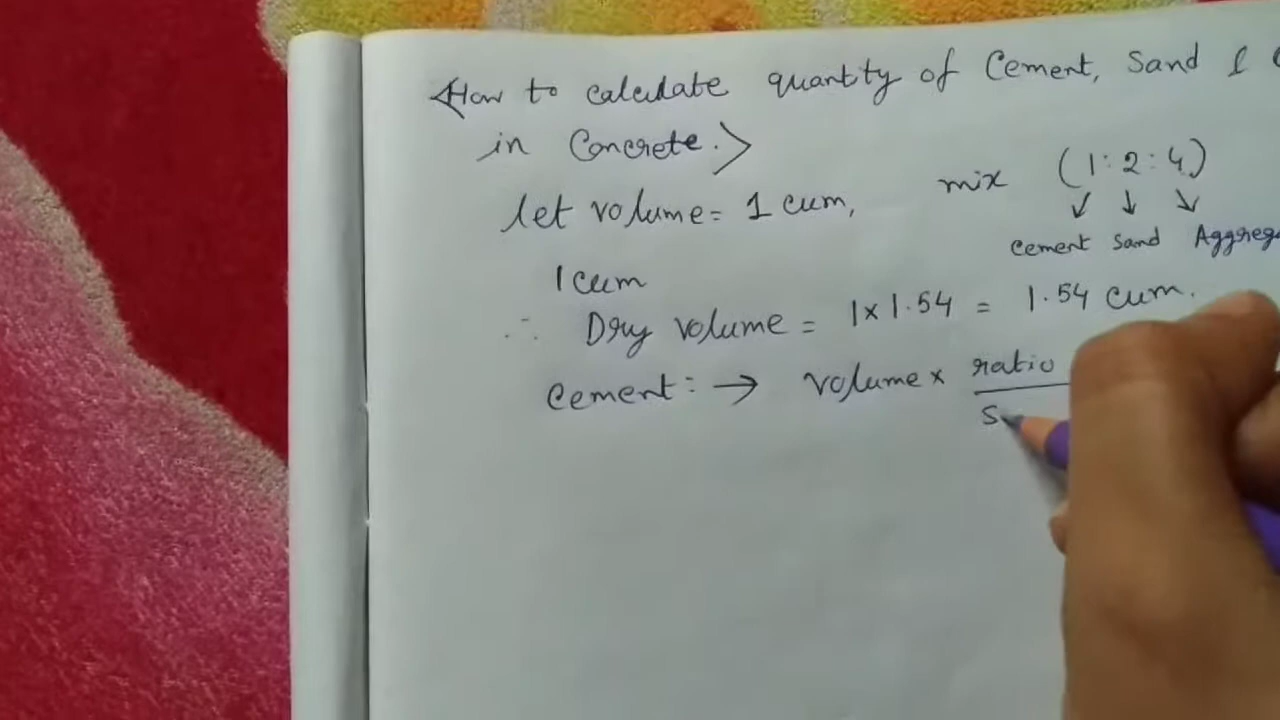 <How to calculate quantity of Cement, Sand &
in Concrete.>
let volume = 1 cum, mix (1:2:4)
↓ ↓ ↓
cement sand Aggreg
1 cum
∴ Dry volume = 1 x 1.54 = 1.54 cum.
Cement :→ volume x ratio
S